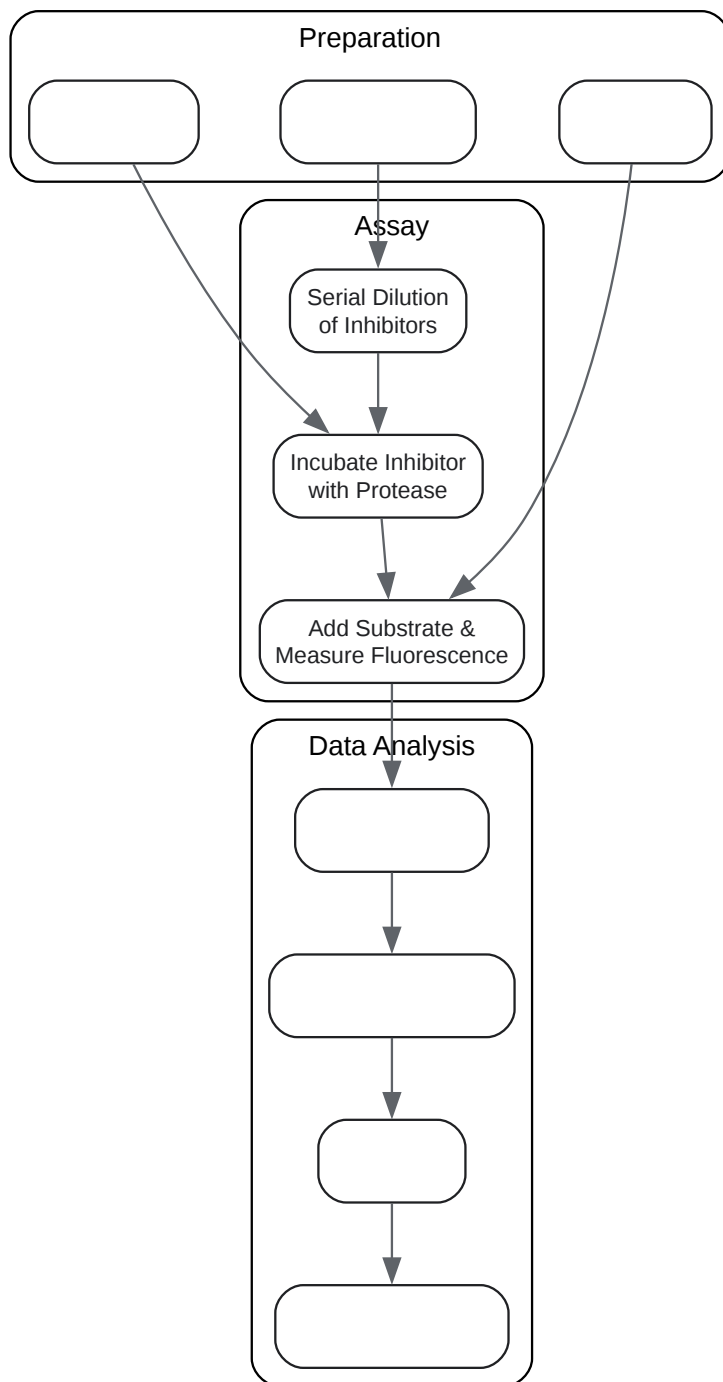 Preparation
Assay
Serial Dilution
of Inhibitors
Incubate Inhibitor
with Protease
Add Substrate &
Measure Fluorescence
Data Analysis